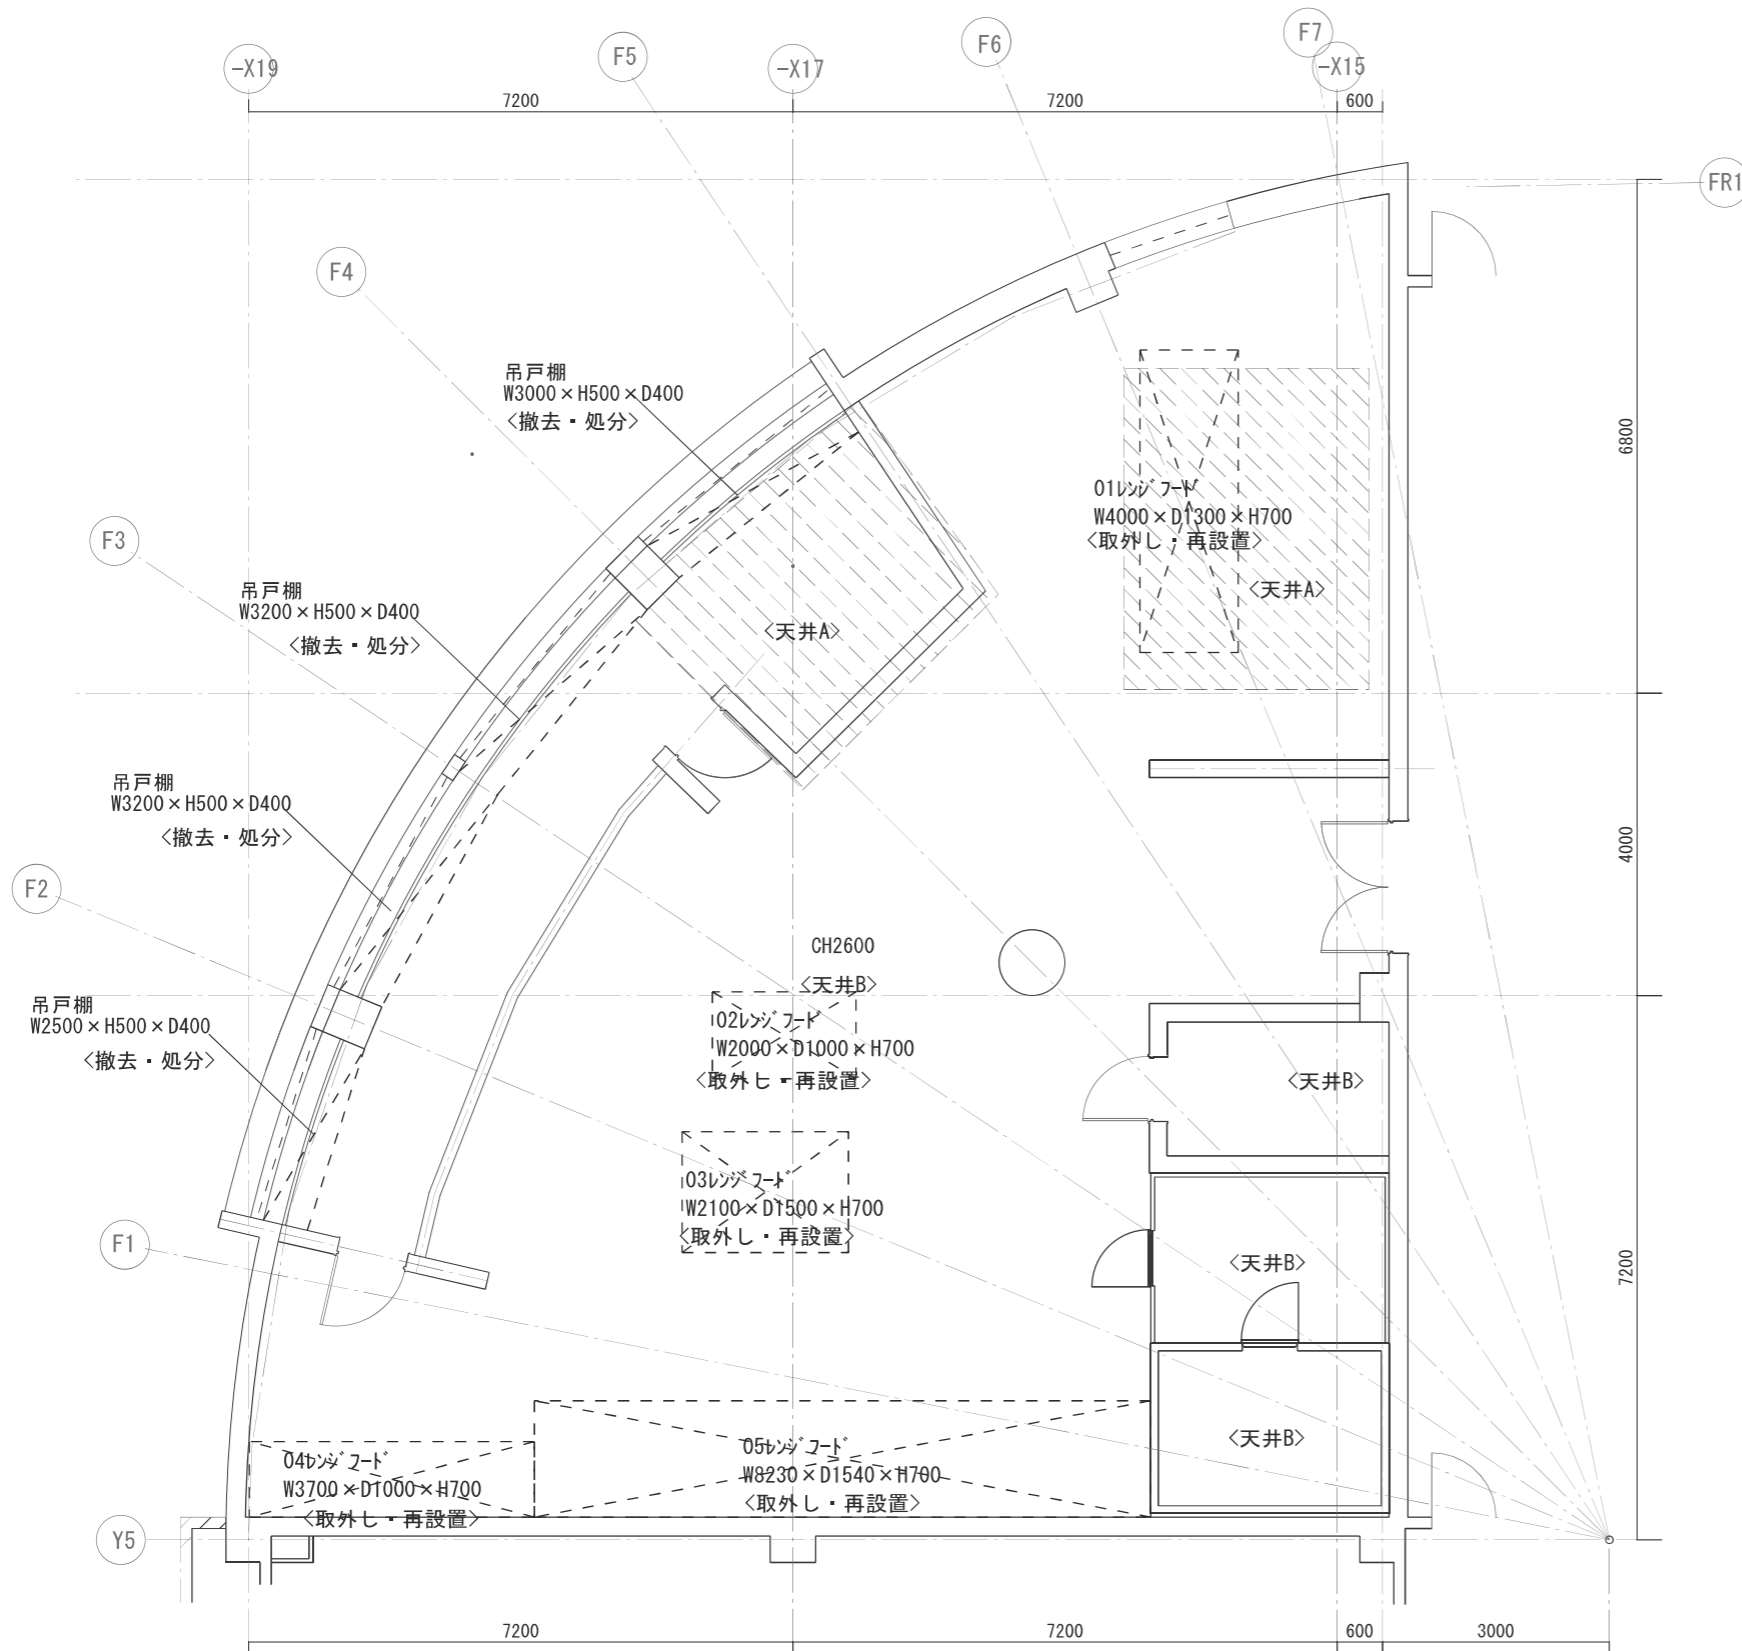 F7
F6
F5
-X19
-X17
-X15
7200
7200
600
FR1
F4
吊戸棚
W3000×H500×D400
<撤去・処分>
6800
01レンジフード
W4000×D1300×H700
<取外し・再設置>
F3
吊戸棚
W3200×H500×D400
<撤去・処分>
<天井A>
<天井A>
吊戸棚
W3200×H500×D400
<撤去・処分>
4000
F2
CH2600
<天井B>
吊戸棚
W2500×H500×D400
<撤去・処分>
02レンジフード
W2000×D1000×H700
<取外し・再設置>
<天井B>
03レンジフード
W2100×D1500×H700
<取外し・再設置>
F1
<天井B>
7200
<天井B>
04レンジフード
W3700×D1000×H700
<取外し・再設置>
05レンジフード
W8230×D1540×H700
<取外し・再設置>
Y5
7200
7200
600
3000